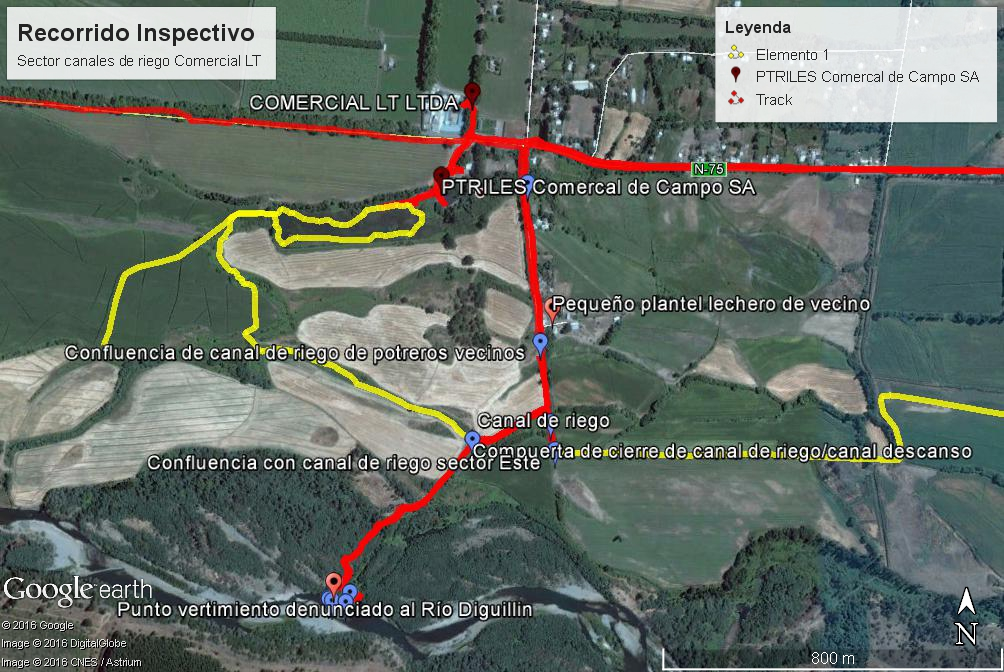 Recorrido Inspectivo
Sector canales de riego Comercial LT
Leyenda
Elemento 1
PTRILES Comercal de Campo SA
Track
COMERCIAL LT LTDA
N-75
PTRILES Comercal de Campo SA
Pequeño plantel lechero de vecino
Confluencia de canal de riego de potreros vecinos
Canal de riego
Compuerta de cierre de canal de riego/canal descanso
Confluencia con canal de riego sector Este
Google earth
Punto vertimiento denunciado al Río Diguillin
© 2016 Google
Image © 2016 DigitalGlobe
Image © 2016 CNES / Astrium
800 m
N